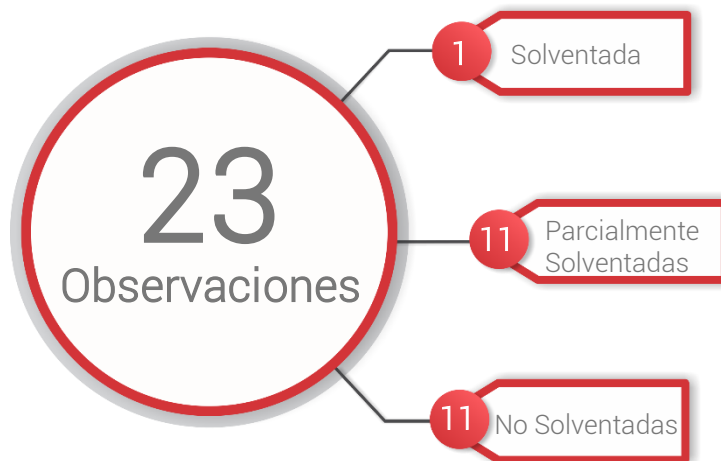 23
Observaciones
1
Solventada
11
Parcialmente
Solventadas
11
No Solventadas